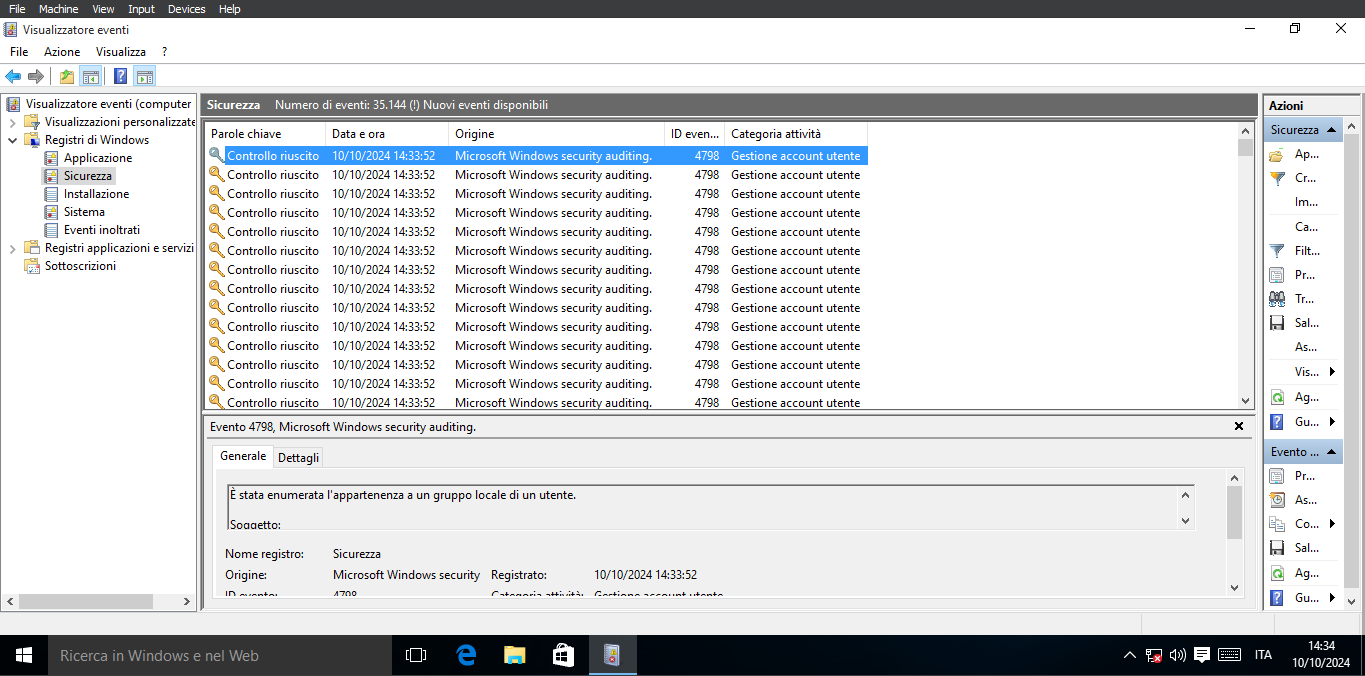 File Machine View Input Devices Help
Visualizzatore eventi
File Azione Visualizza ?
Visualizzatore eventi (computer
Visualizzazioni personalizzate
Registri di Windows
Applicazione
Sicurezza
Installazione
Sistema
Eventi inoltrati
Registri applicazioni e servizi
Sottoscrizioni
Sicurezza Numero di eventi: 35.144 (!) Nuovi eventi disponibili
Parole chiave Data e ora Origine ID even... Categoria attività
Controllo riuscito 10/10/2024 14:33:52 Microsoft Windows security auditing. 4798 Gestione account utente
Controllo riuscito 10/10/2024 14:33:52 Microsoft Windows security auditing. 4798 Gestione account utente
Controllo riuscito 10/10/2024 14:33:52 Microsoft Windows security auditing. 4798 Gestione account utente
Controllo riuscito 10/10/2024 14:33:52 Microsoft Windows security auditing. 4798 Gestione account utente
Controllo riuscito 10/10/2024 14:33:52 Microsoft Windows security auditing. 4798 Gestione account utente
Controllo riuscito 10/10/2024 14:33:52 Microsoft Windows security auditing. 4798 Gestione account utente
Controllo riuscito 10/10/2024 14:33:52 Microsoft Windows security auditing. 4798 Gestione account utente
Controllo riuscito 10/10/2024 14:33:52 Microsoft Windows security auditing. 4798 Gestione account utente
Controllo riuscito 10/10/2024 14:33:52 Microsoft Windows security auditing. 4798 Gestione account utente
Controllo riuscito 10/10/2024 14:33:52 Microsoft Windows security auditing. 4798 Gestione account utente
Controllo riuscito 10/10/2024 14:33:52 Microsoft Windows security auditing. 4798 Gestione account utente
Controllo riuscito 10/10/2024 14:33:52 Microsoft Windows security auditing. 4798 Gestione account utente
Controllo riuscito 10/10/2024 14:33:52 Microsoft Windows security auditing. 4798 Gestione account utente
Controllo riuscito 10/10/2024 14:33:52 Microsoft Windows security auditing. 4798 Gestione account utente
Evento 4798, Microsoft Windows security auditing.
Generale Dettagli
È stata enumerata l'appartenenza a un gruppo locale di un utente.
Soggetto:
Nome registro: Sicurezza
Origine: Microsoft Windows security Registrato: 10/10/2024 14:33:52
ID evento: 4798 Categoria attività: Gestione account utente
Azioni
Sicurezza
Ap...
Cr...
Im...
Ca...
Filt...
Pr...
Tr...
Sal...
As...
Vis...
Ag...
Gu...
Evento ...
Pr...
As...
Co...
Sal...
Ag...
Gu...
Ricerca in Windows e nel Web
ITA
14:34
10/10/2024